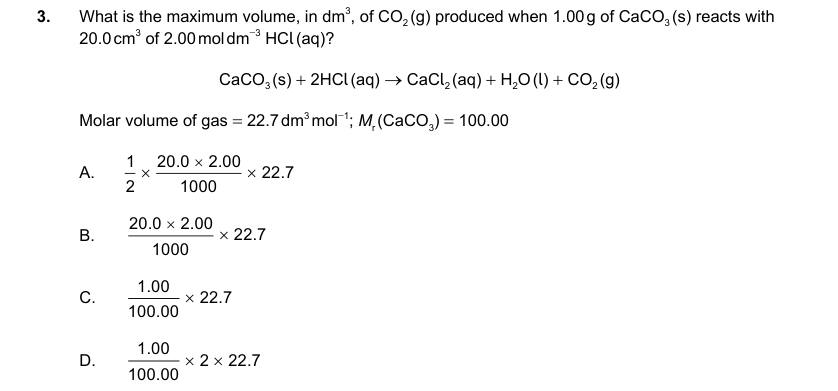 3. What is the maximum volume, in dm³, of CO₂(g) produced when 1.00 g of CaCO₃(s) reacts with
20.0 cm³ of 2.00 mol dm⁻³ HCl(aq)?
CaCO₃(s) + 2HCl(aq) → CaCl₂(aq) + H₂O(l) + CO₂(g)
Molar volume of gas = 22.7 dm³ mol⁻¹; Mᵣ(CaCO₃) = 100.00
A. 1/2 × (20.0 × 2.00)/1000 × 22.7
B. (20.0 × 2.00)/1000 × 22.7
C. 1.00/100.00 × 22.7
D. 1.00/100.00 × 2 × 22.7